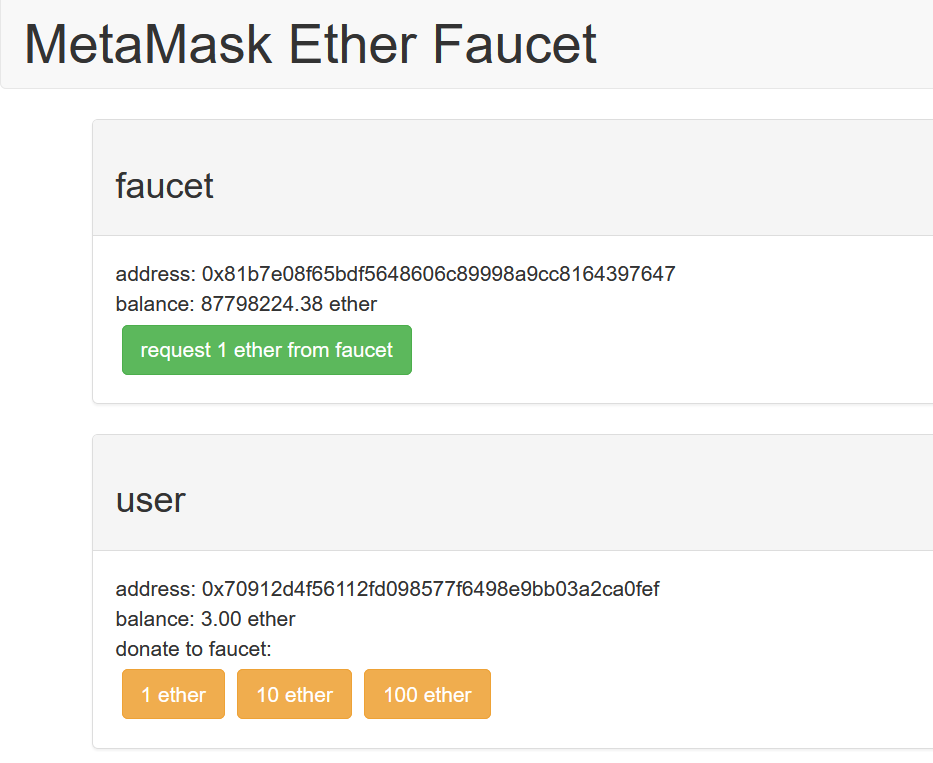 MetaMask Ether Faucet
faucet
address: 0x81b7e08f65bdf5648606c89998a9cc8164397647
balance: 87798224.38 ether
request 1 ether from faucet
user
address: 0x70912d4f56112fd098577f6498e9bb03a2ca0fef
balance: 3.00 ether
donate to faucet:
1 ether 10 ether 100 ether